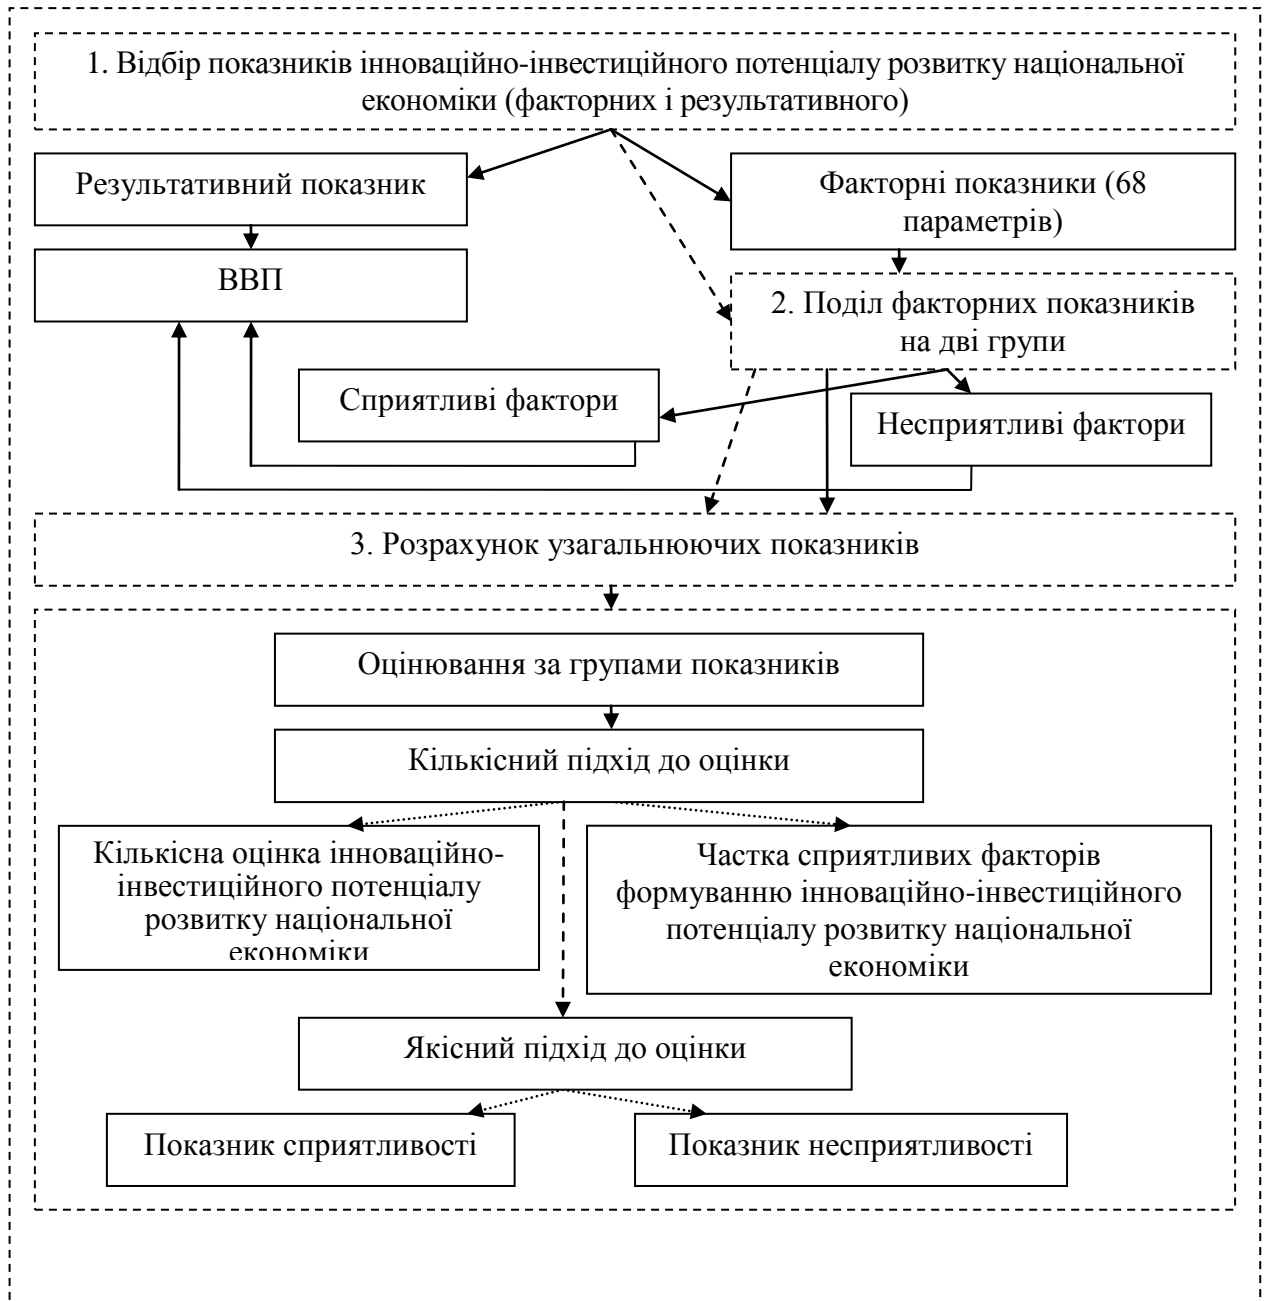 1. Відбір показників інноваційно-інвестиційного потенціалу розвитку національної
економіки (факторних і результативного)
Результативний показник
Факторні показники (68
параметрів)
ВВП
2. Поділ факторних показників
на дві групи
Сприятливі фактори
Несприятливі фактори
3. Розрахунок узагальнюючих показників
Оцінювання за групами показників
Кількісний підхід до оцінки
Кількісна оцінка інноваційно-
інвестиційного потенціалу
розвитку національної
економіки
Частка сприятливих факторів
формуванню інноваційно-інвестиційного
потенціалу розвитку національної
економіки
Якісний підхід до оцінки
Показник сприятливості
Показник несприятливості